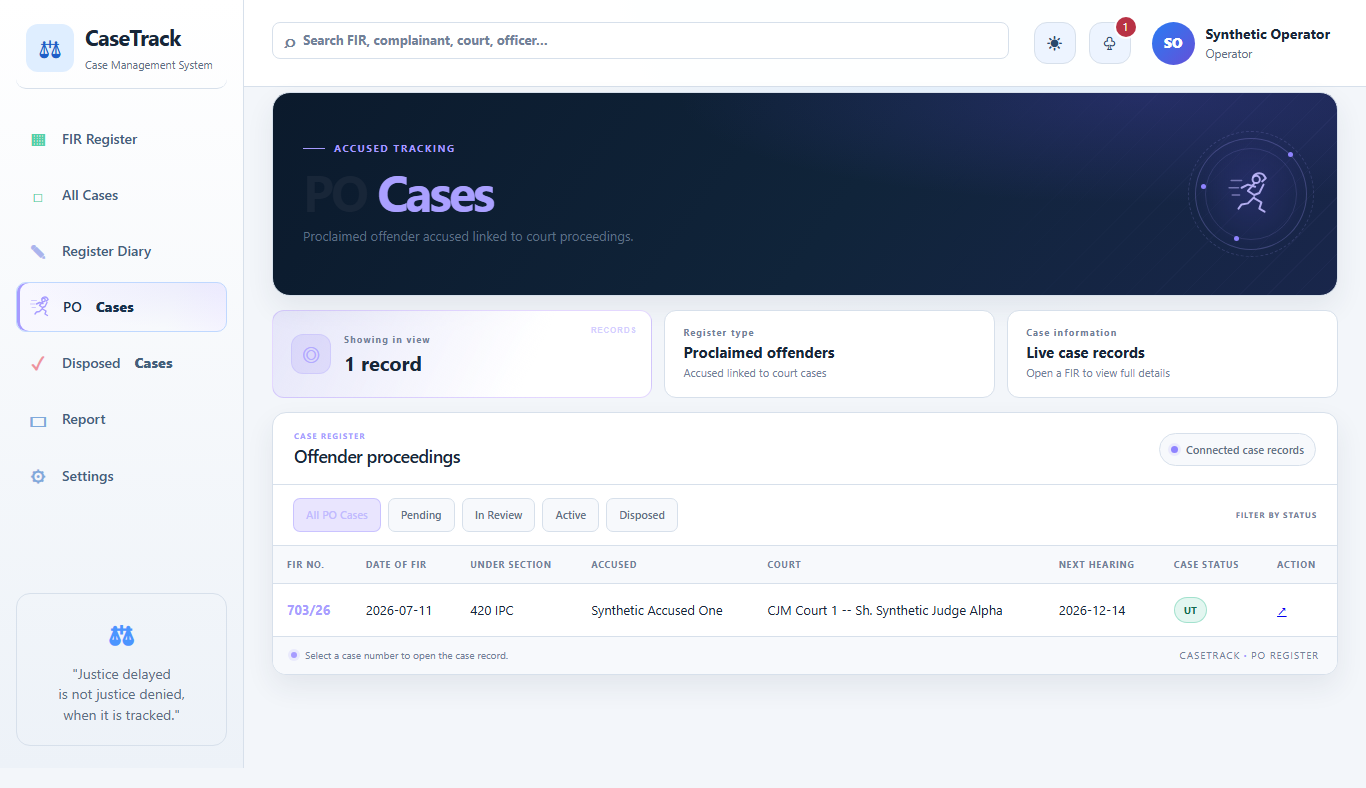 CaseTrack
Case Management System
FIR Register
All Cases
Register Diary
PO Cases
Disposed Cases
Report
Settings
"Justice delayed
is not justice denied,
when it is tracked."
Search FIR, complainant, court, officer...
1
SO
Synthetic Operator
Operator
ACCUSED TRACKING
PO Cases
Proclaimed offender accused linked to court proceedings.
Showing in view
1 record
RECORDS
Register type
Proclaimed offenders
Accused linked to court cases
Case information
Live case records
Open a FIR to view full details
CASE REGISTER
Offender proceedings
Connected case records
All PO Cases Pending In Review Active Disposed
FILTER BY STATUS
FIR NO. DATE OF FIR UNDER SECTION ACCUSED COURT NEXT HEARING CASE STATUS ACTION
703/26 2026-07-11 420 IPC Synthetic Accused One CJM Court 1 -- Sh. Synthetic Judge Alpha 2026-12-14 UT ↗
Select a case number to open the case record.
CASETRACK • PO REGISTER